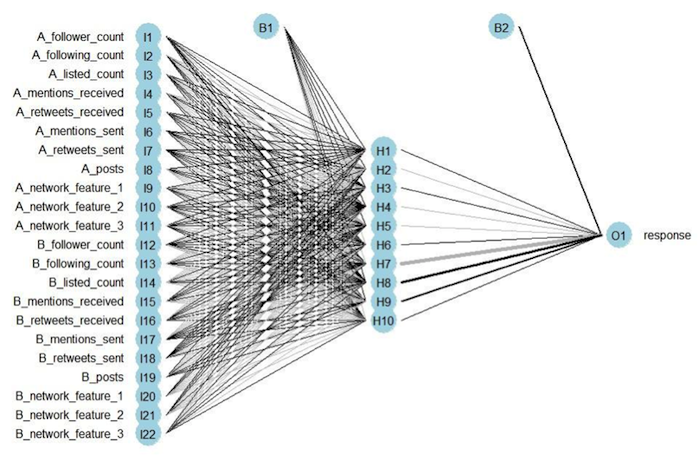 B1
B2
A_follower_count I1
A_following_count I2
A_listed_count I3
A_mentions_received I4
A_retweets_received I5
A_mentions_sent I6
A_retweets_sent I7
A_posts I8
A_network_feature_1 I9
A_network_feature_2 I10
A_network_feature_3 I11
B_follower_count I12
B_following_count I13
B_listed_count I14
B_mentions_received I15
B_retweets_received I16
B_mentions_sent I17
B_retweets_sent I18
B_posts I19
B_network_feature_1 I20
B_network_feature_2 I21
B_network_feature_3 I22
H1
H2
H3
H4
H5
H6
H7
H8
H9
H10
O1 response